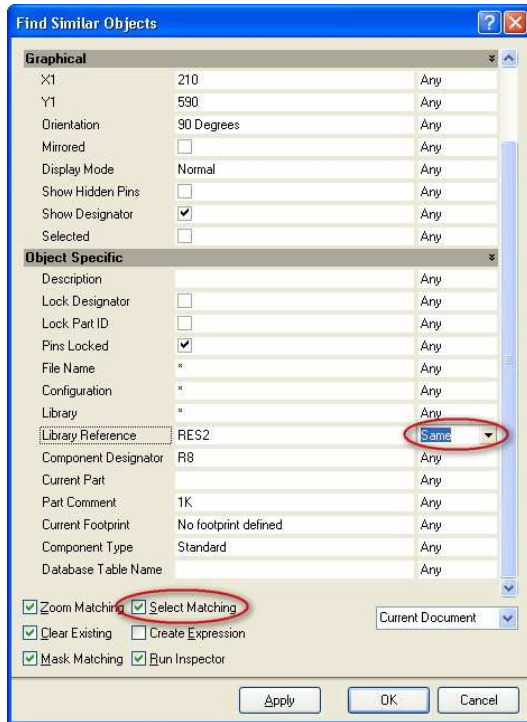 Find Similar Objects
Graphical
X1 210 Any
Y1 590 Any
Orientation 90 Degrees Any
Mirrored Any
Display Mode Normal Any
Show Hidden Pins Any
Show Designator Any
Selected Any
Object Specific
Description Any
Lock Designator Any
Lock Part ID Any
Pins Locked Any
File Name * Any
Configuration * Any
Library * Any
Library Reference RES2 Same
Component Designator R8 Any
Current Part Any
Part Comment 1K Any
Current Footprint No footprint defined Any
Component Type Standard Any
Database Table Name Any
Zoom Matching Select Matching
Current Document
Clear Existing Create Expression
Mask Matching Run Inspector
Apply OK Cancel